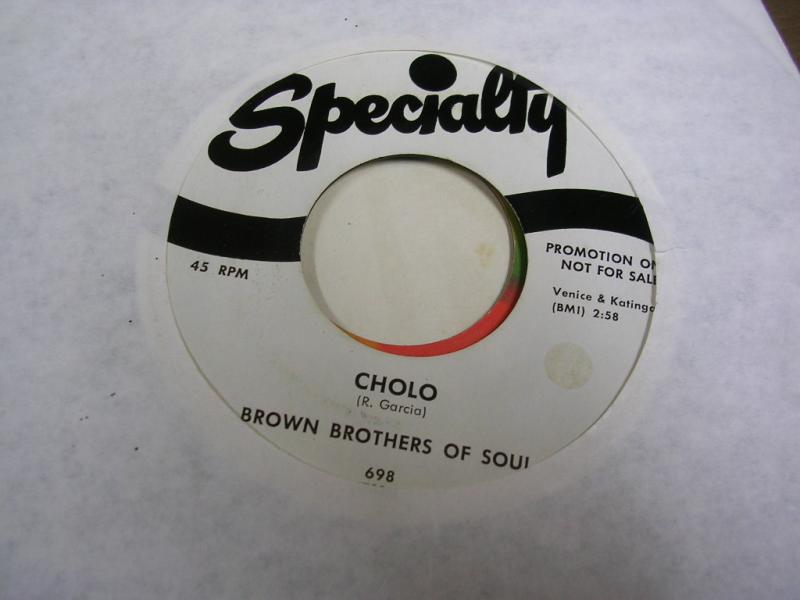 Specialty
45 RPM
PROMOTION ON
NOT FOR SALE
Venice & Katinga
(BMI) 2:58
CHOLO
(R. Garcia)
BROWN BROTHERS OF SOUL
698